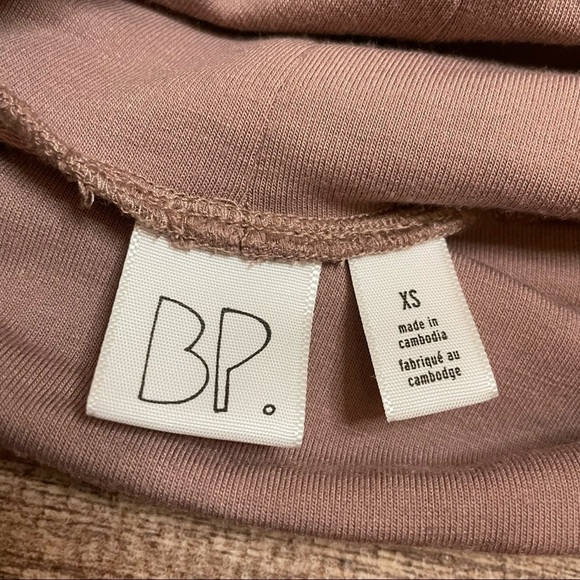 BP.
XS
made in
cambodia
fabriqué au
cambodge